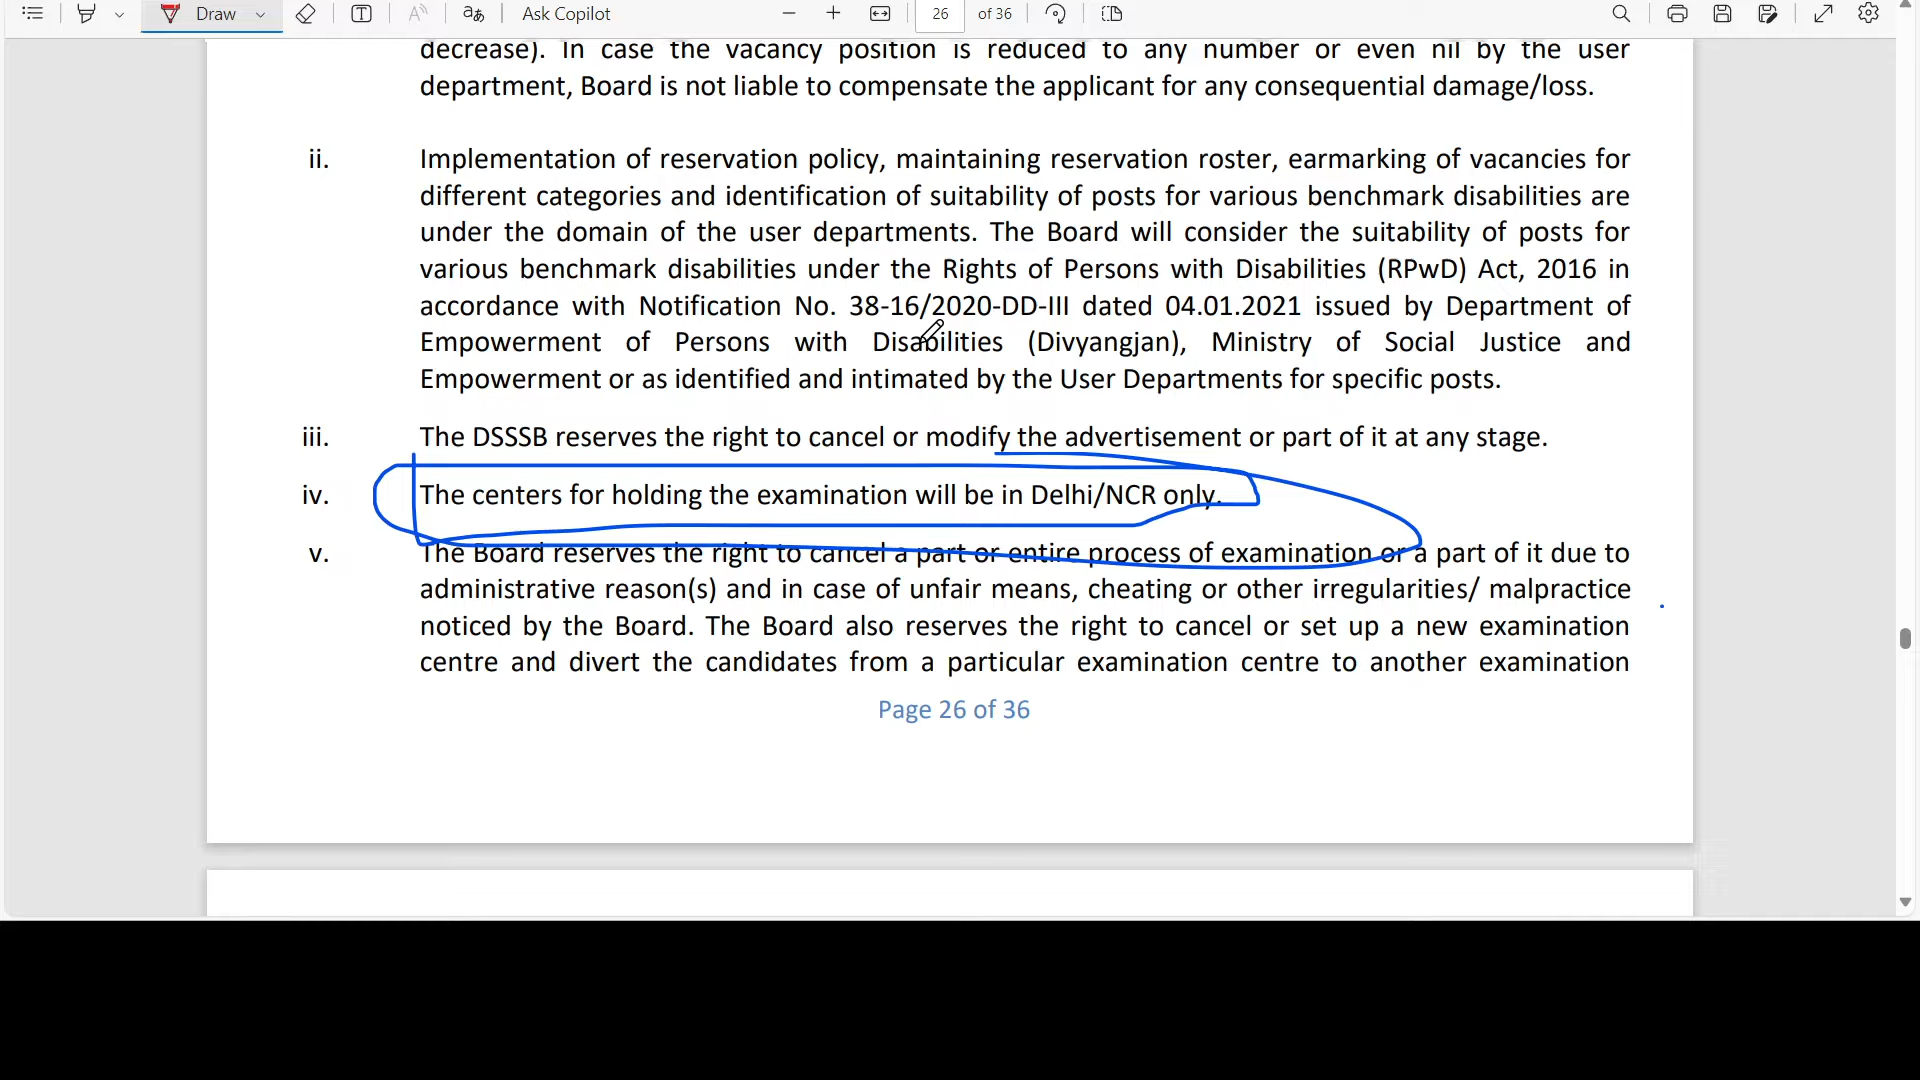 Draw
Ask Copilot
26 of 36
decrease). In case the vacancy position is reduced to any number or even nil by the user
department, Board is not liable to compensate the applicant for any consequential damage/loss.
ii. Implementation of reservation policy, maintaining reservation roster, earmarking of vacancies for
different categories and identification of suitability of posts for various benchmark disabilities are
under the domain of the user departments. The Board will consider the suitability of posts for
various benchmark disabilities under the Rights of Persons with Disabilities (RPwD) Act, 2016 in
accordance with Notification No. 38-16/2020-DD-III dated 04.01.2021 issued by Department of
Empowerment of Persons with Disabilities (Divyangjan), Ministry of Social Justice and
Empowerment or as identified and intimated by the User Departments for specific posts.
iii. The DSSSB reserves the right to cancel or modify the advertisement or part of it at any stage.
iv. The centers for holding the examination will be in Delhi/NCR only.
v. The Board reserves the right to cancel a part or entire process of examination or a part of it due to
administrative reason(s) and in case of unfair means, cheating or other irregularities/ malpractice
noticed by the Board. The Board also reserves the right to cancel or set up a new examination
centre and divert the candidates from a particular examination centre to another examination
Page 26 of 36